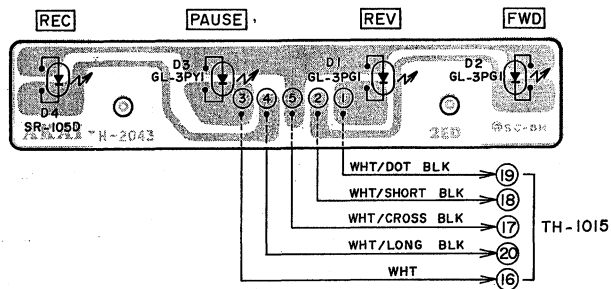 REC PAUSE REV FWD
D3 D1 D2
GL-3PY1 GL-3PG1 GL-3PG1
D4
SR-105D
3 4 5 2 1
AKAI TH-2043 2ED
WHT/DOT BLK 19
WHT/SHORT BLK 18
WHT/CROSS BLK 17
TH-1015
WHT/LONG BLK 20
WHT 16